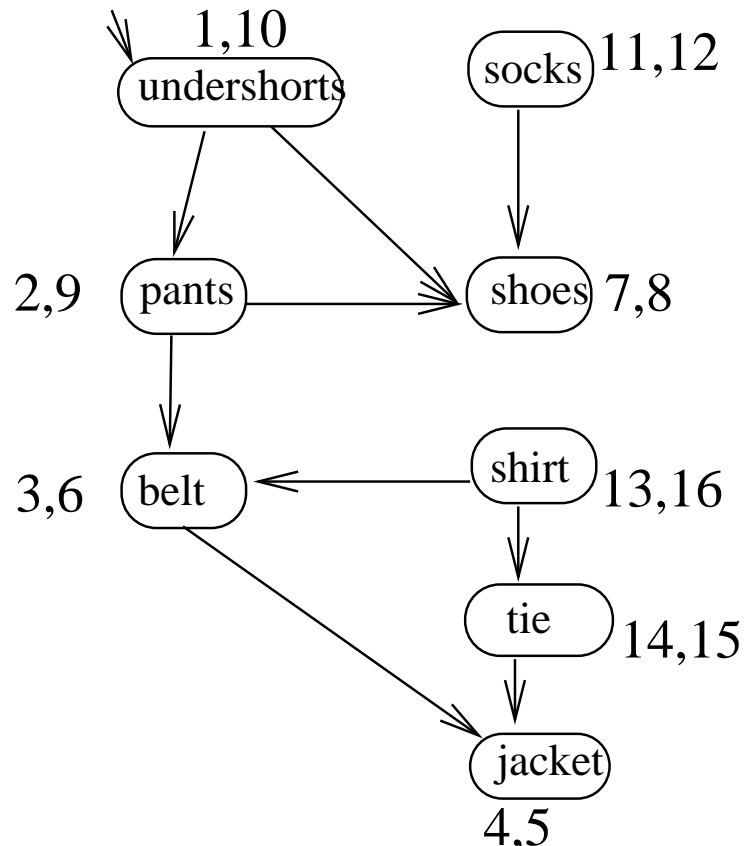 1,10
undershorts
socks
11,12
2,9
pants
shoes
7,8
3,6
belt
shirt
13,16
tie
14,15
jacket
4,5